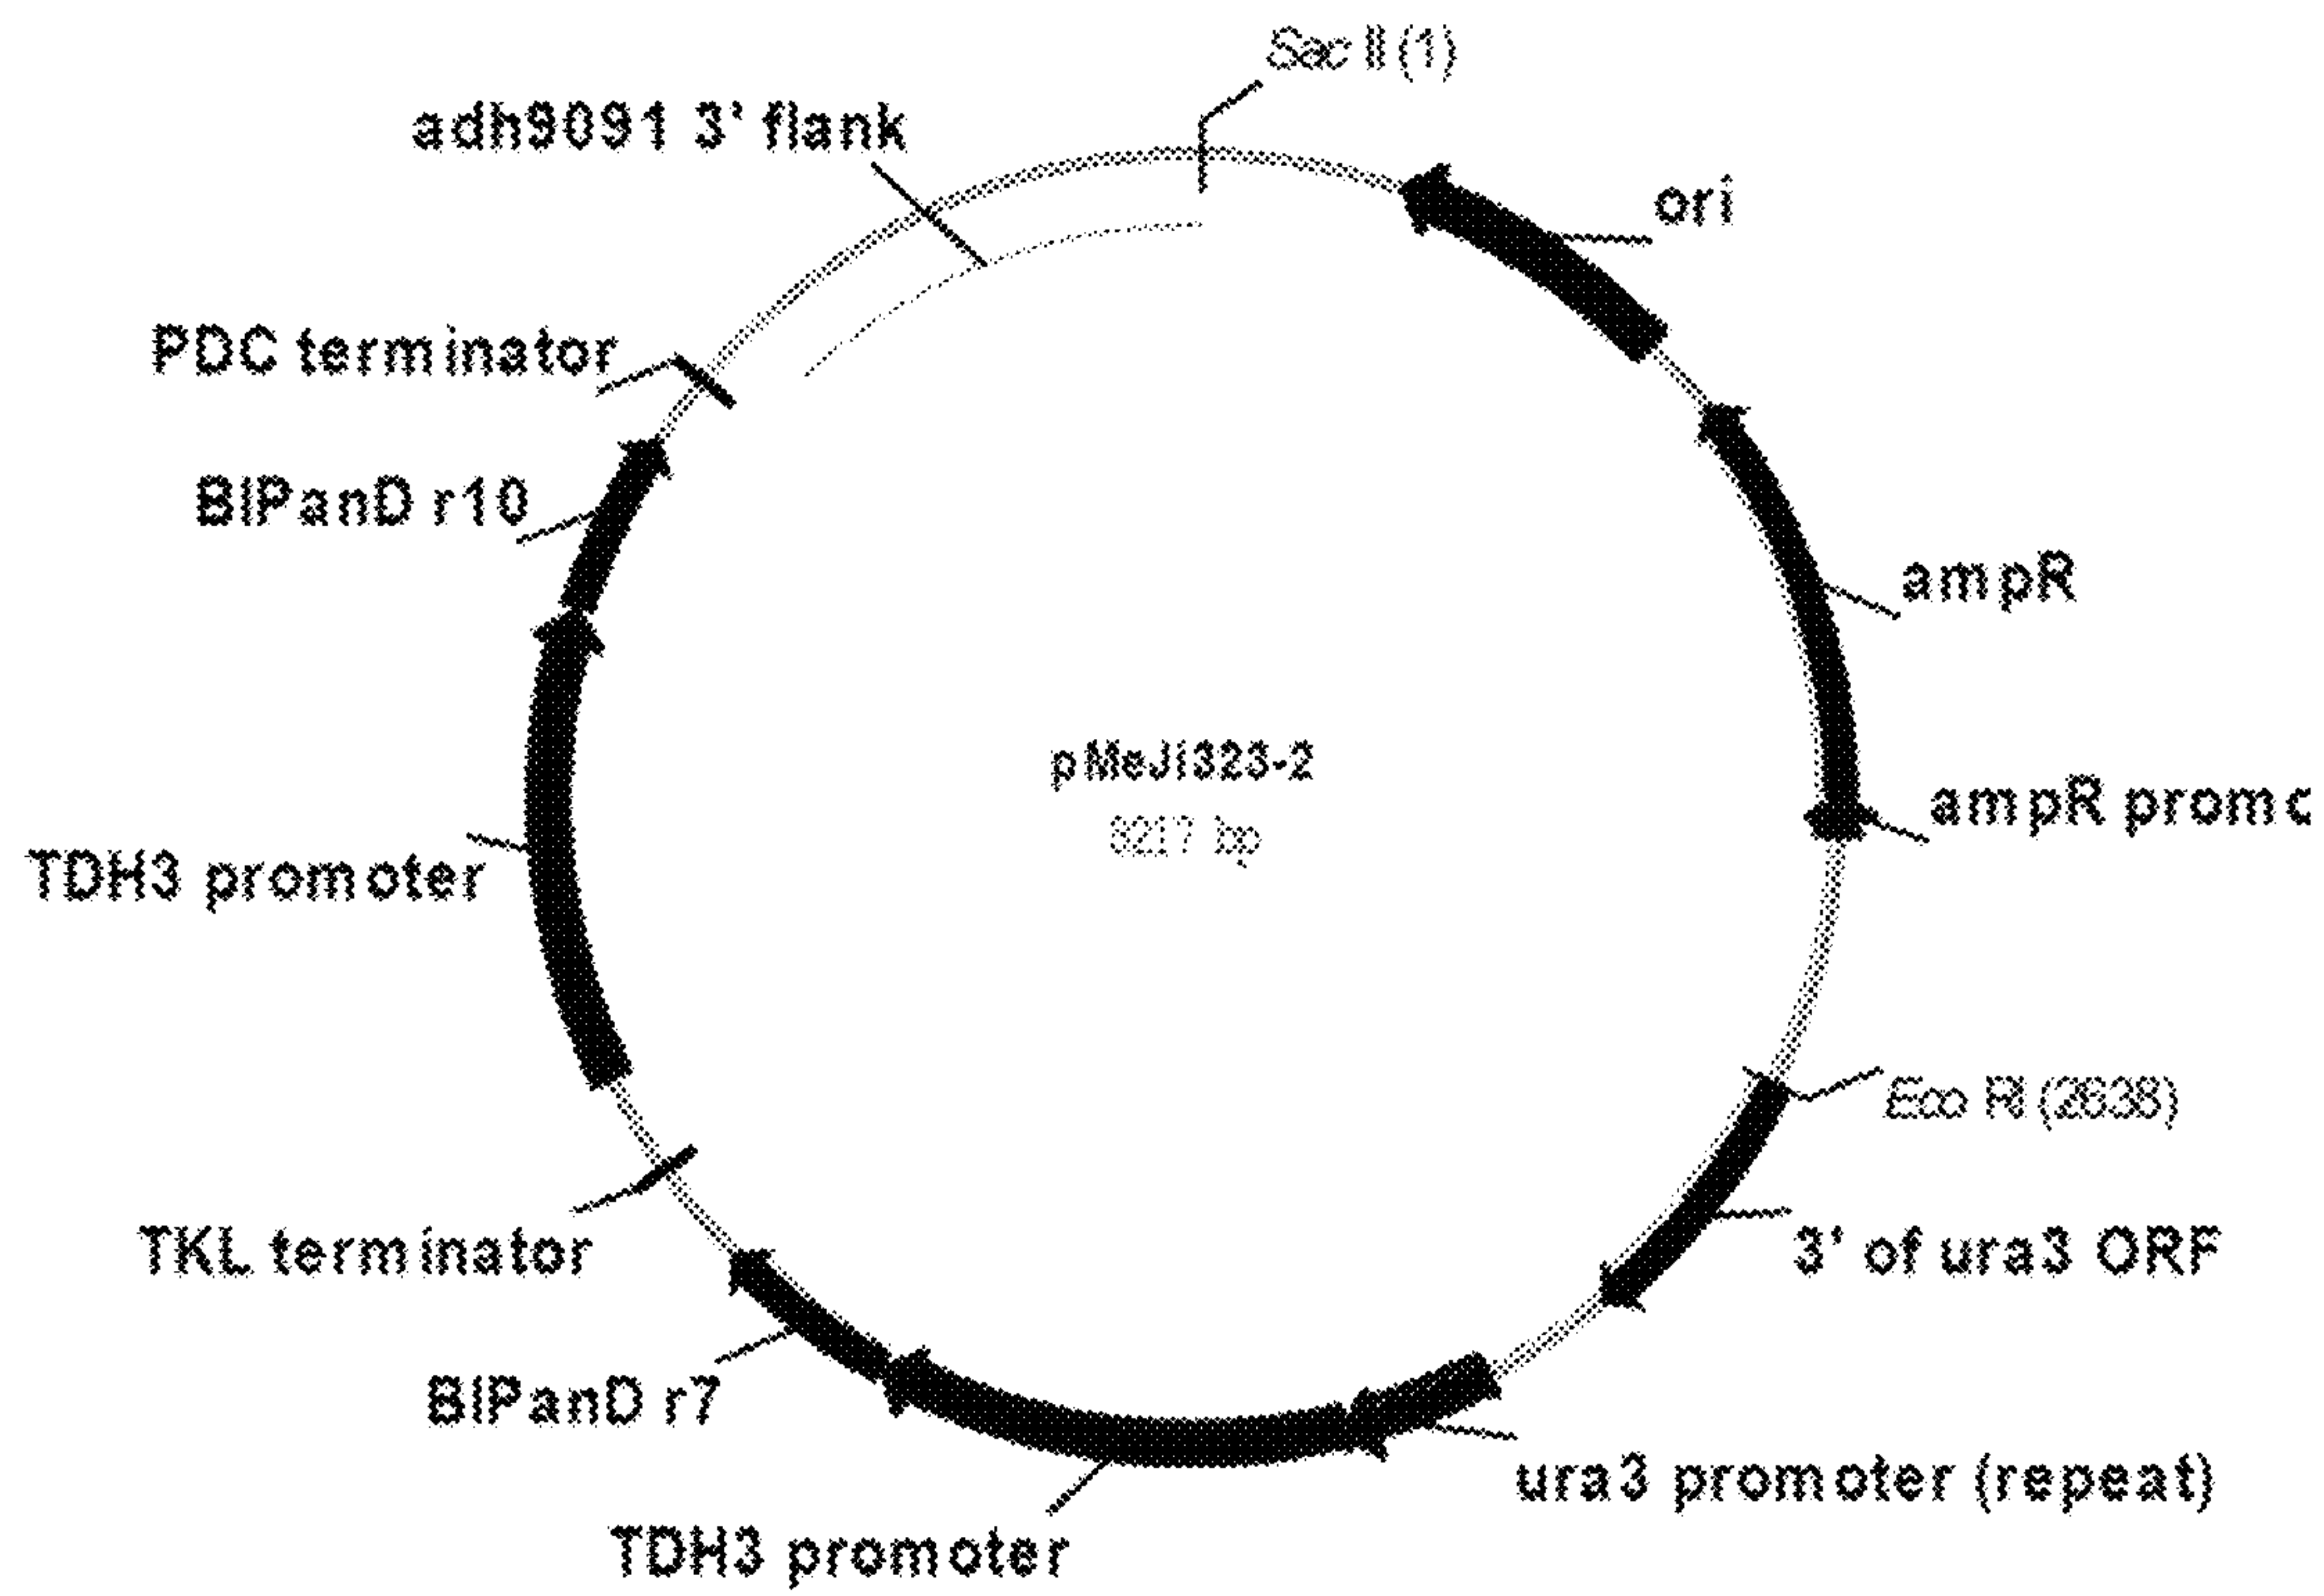 Sac II (1)
adh9091 3' flank
ori
PDC terminator
BlPanD r10
ampR
pMeJi323-2
8217 bp
ampR promo
TDH3 promoter
Eco RI (2638)
TKL terminator
3' of ura3 ORF
BlPanD r7
ura3 promoter (repeat)
TDH3 promoter